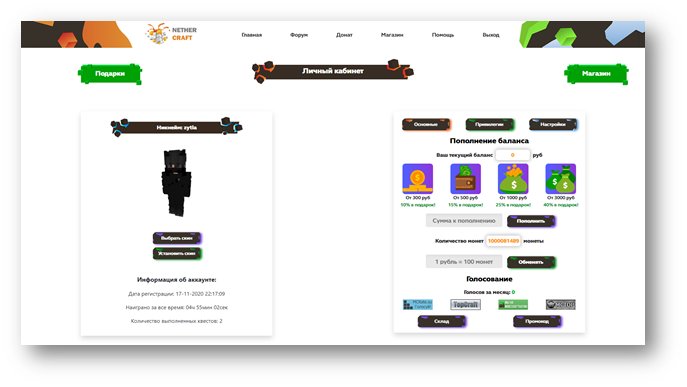 NETHER
CRAFT
Главная Форум Донат Магазин Помощь Выход
Подарки
Личный кабинет
Магазин
Никнейм: zytia
Выбрать скин
Установить скин
Информация об аккаунте:
Дата регистрации: 17-11-2020 22:17:09
Наиграно за все время: 04ч 55мин 02сек
Количество выполненных квестов: 2
Основные Привилегии Настройки
Пополнение баланса
Ваш текущий баланс 0 руб
От 300 руб От 500 руб От 1000 руб От 3000 руб
10% в подарок! 15% в подарок! 25% в подарок! 40% в подарок!
Сумма к пополнению Пополнить
Количество монет 1000081489 монеты
1 рубль = 100 монет Обменять
Голосование
Голосов за месяц: 0
TopCraft
Склад Промокод